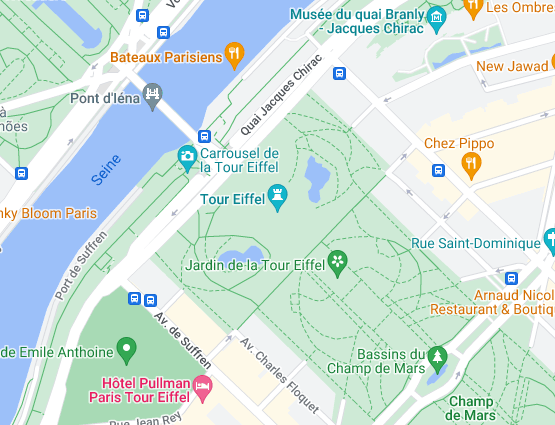 Les Ombres
Musée du quai Branly
- Jacques Chirac
Bateaux Parisiens
New Jawad
Quai Jacques Chirac
Pont d'Iéna
Chez Pippo
Carrousel de
la Tour Eiffel
Seine
Tour Eiffel
nky Bloom Paris
Rue Saint-Dominique
Port de Suffren
Jardin de la Tour Eiffel
Arnaud Nicol
Restaurant & Boutiqu
Av. de Suffren
de Emile Anthoine
Av. Charles Floquet
Bassins du
Champ de Mars
Hôtel Pullman
Paris Tour Eiffel
Champ
de Mars
Rue Jean Rey